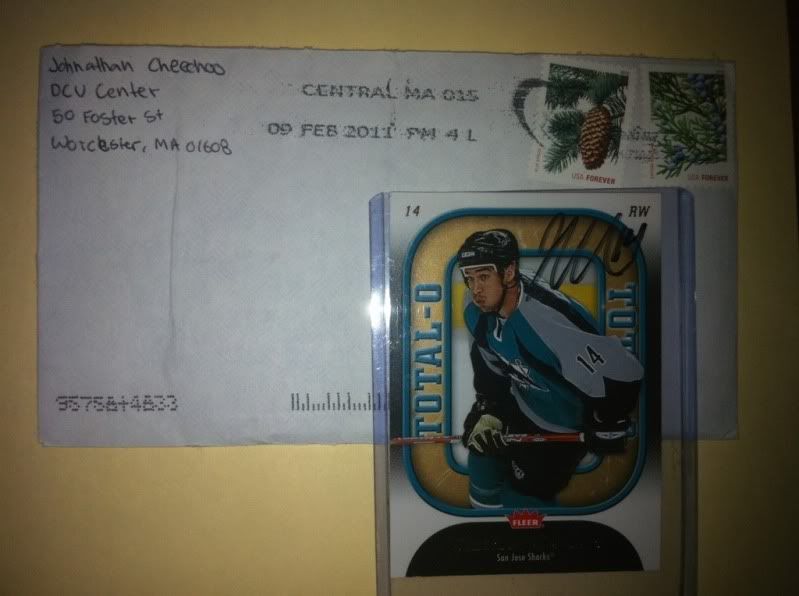 Johnathan Cheechoo
DCU Center
50 Foster St
Worcester, MA 01608
CENTRAL MA 015
09 FEB 2011 PM 4 L
USA FOREVER
USA FOREVER
14
RW
TOTAL-O
TOT
14
FLEER
San Jose Sharks